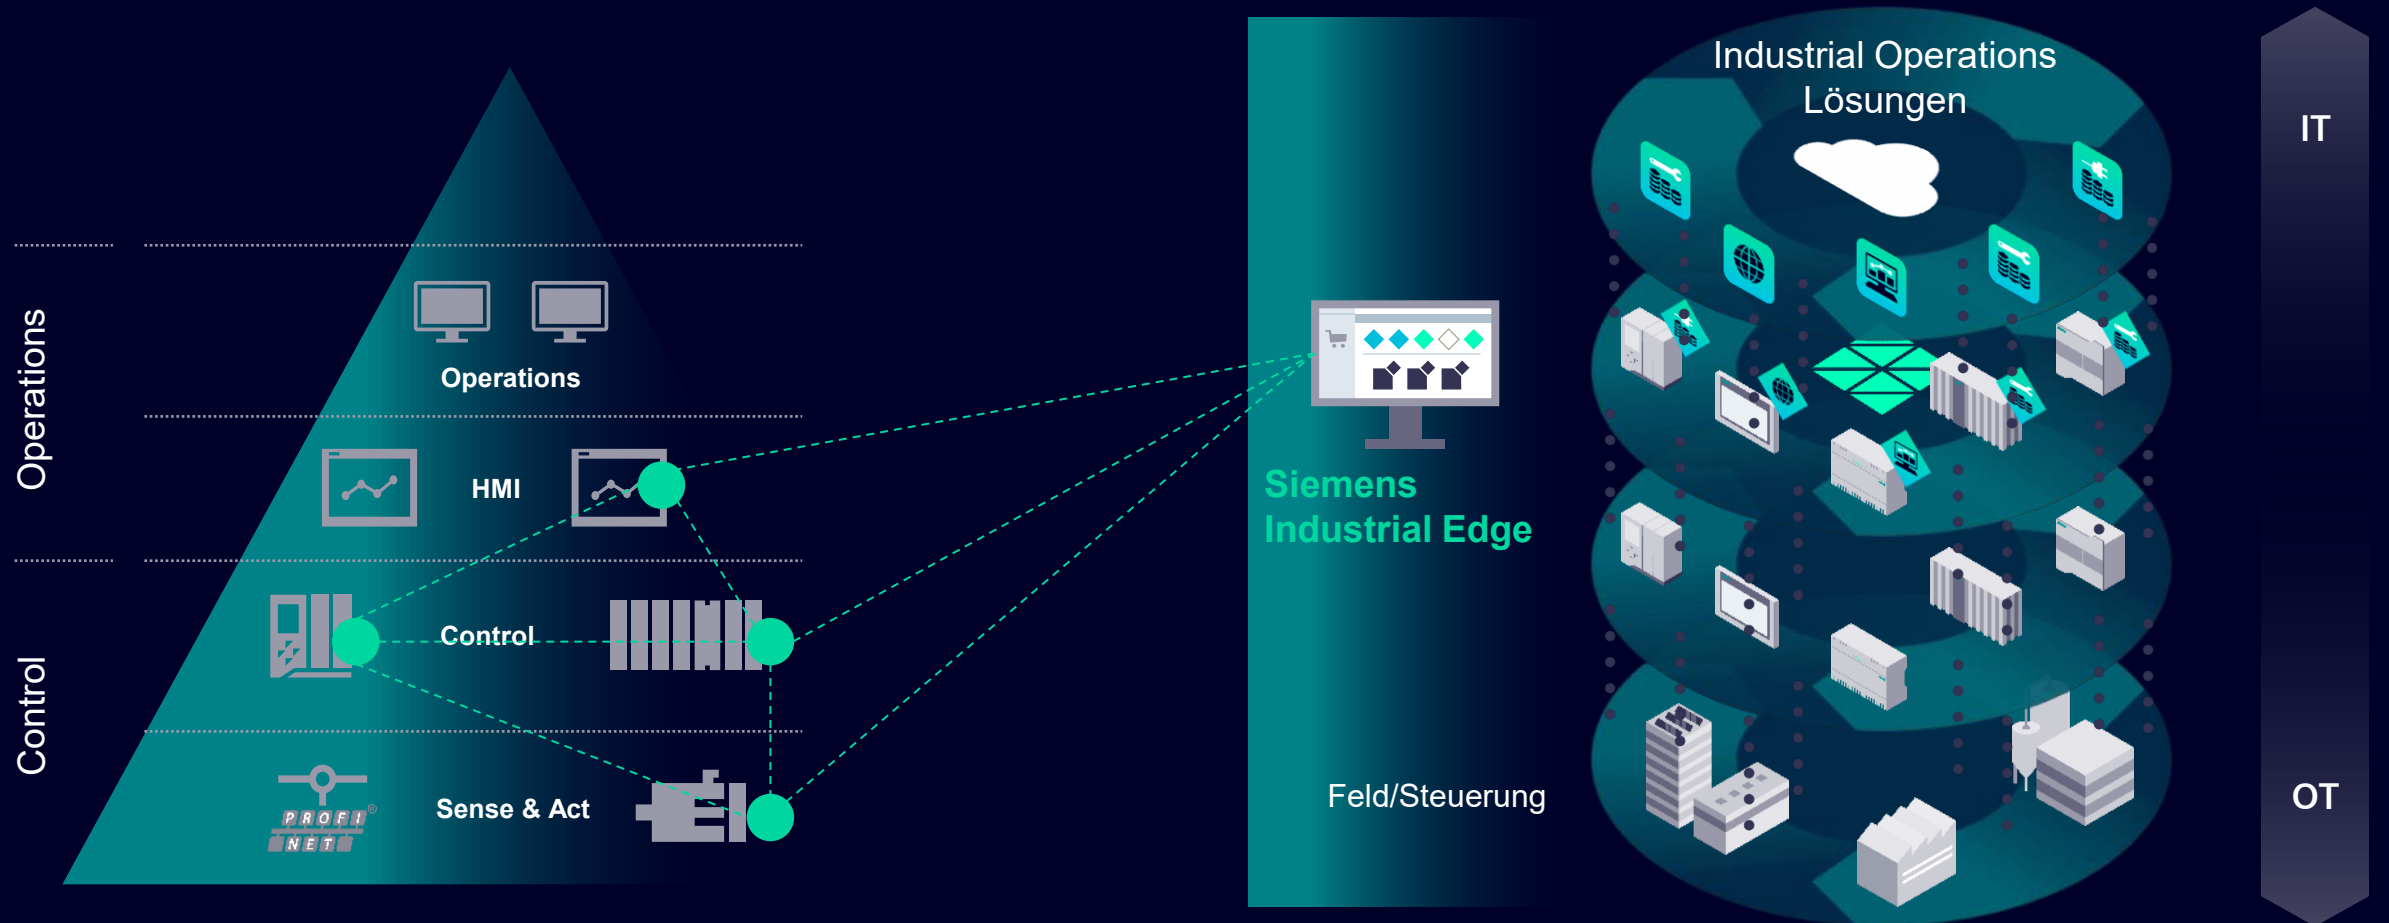 Operations
Control
Operations
HMI
Control
Sense & Act
PROFI®
NET
Siemens
Industrial Edge
Feld/Steuerung
Industrial Operations
Lösungen
IT
OT